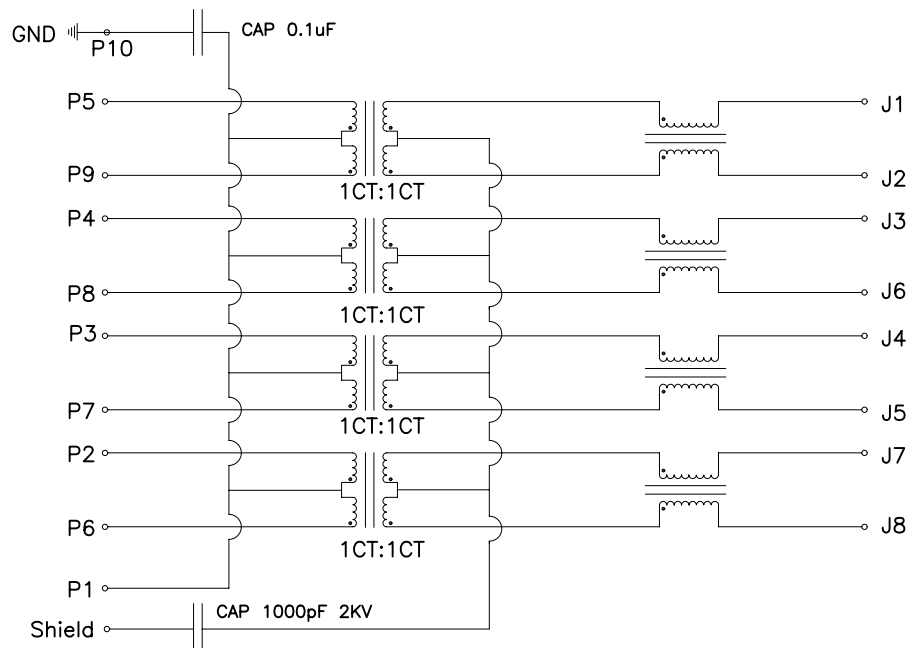 GND
P10
CAP 0.1uF
P5
J1
P9
J2
1CT:1CT
P4
J3
P8
J6
1CT:1CT
P3
J4
P7
J5
1CT:1CT
P2
J7
P6
J8
1CT:1CT
P1
CAP 1000pF 2KV
Shield